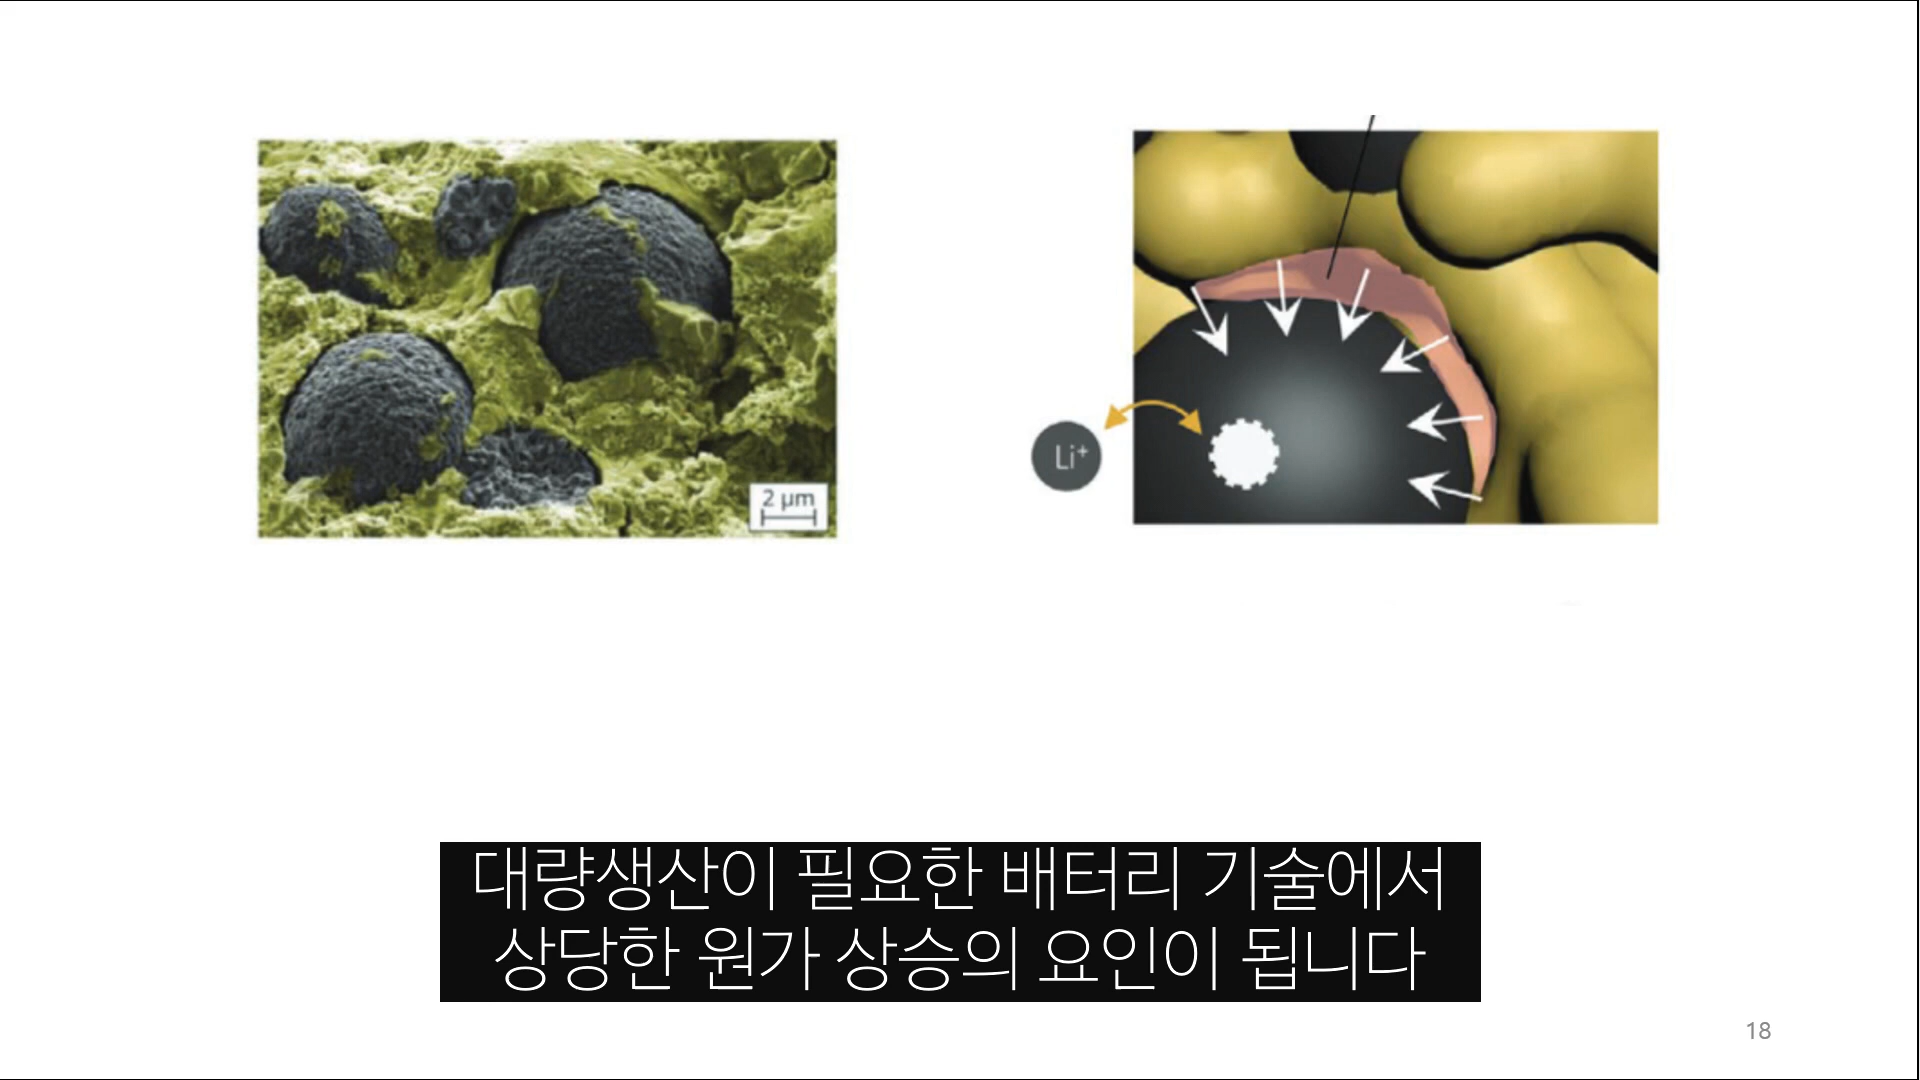 2 µm
Li⁺
대량생산이 필요한 배터리 기술에서
상당한 원가 상승의 요인이 됩니다
18